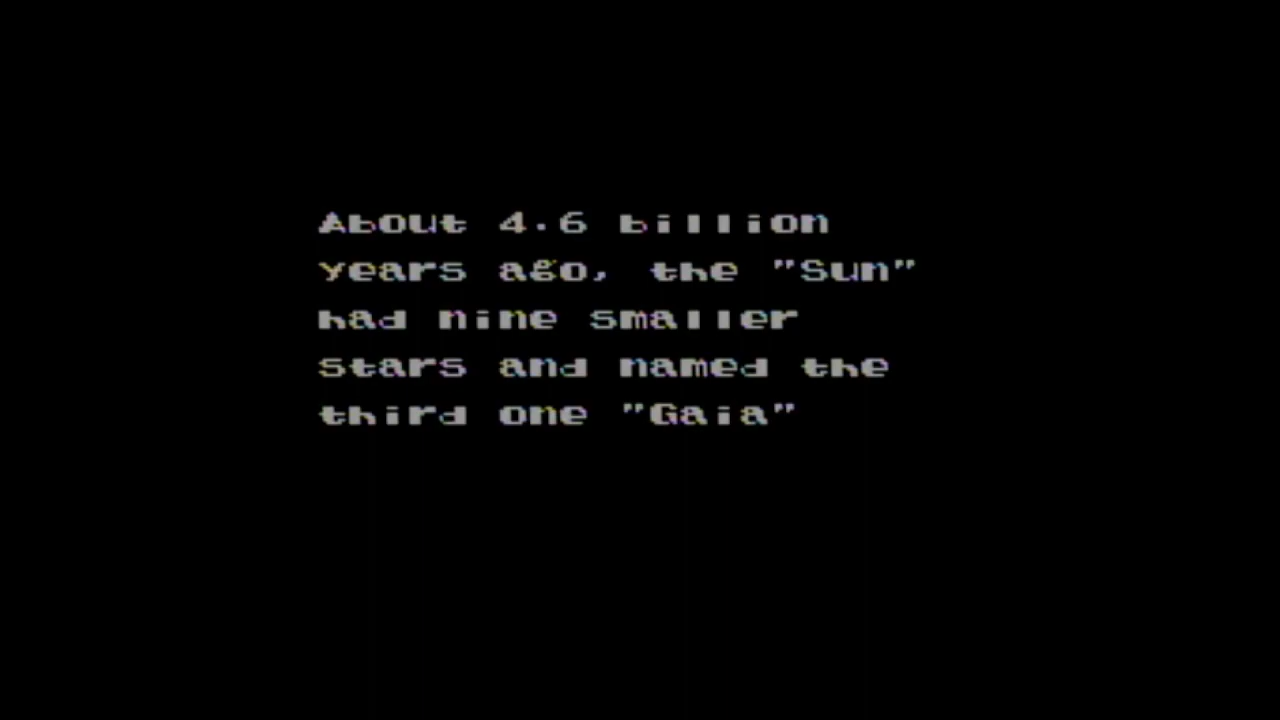 About 4.6 billion
years ago, the "Sun"
had nine smaller
stars and named the
third one "Gaia"